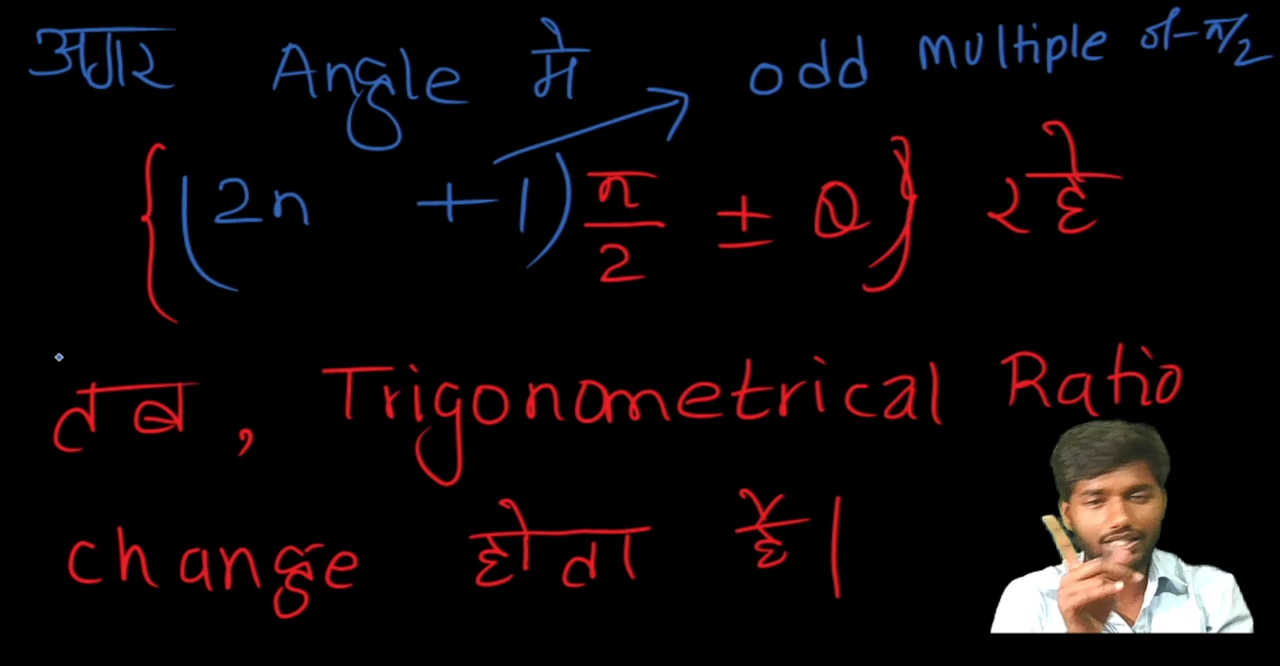 अगर Angle मे odd multiple of π/2
{(2n +1) π/2 ± θ} रहे
तब, Trigonometrical Ratio
change होता है|